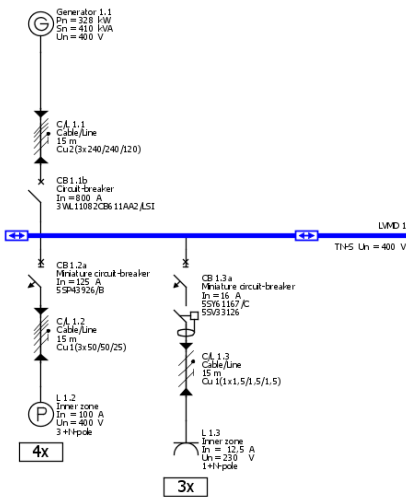 G
Generator 1.1
Pn = 328 kW
Sn = 410 kVA
Un = 400 V
C/L 1.1
Cable/Line
15 m
Cu 2(3x240/240/120)
CB 1.1b
Circuit-breaker
In = 800 A
3WL11082CB611AA2/LSI
LVMD 1
TN-S Un = 400 V
CB 1.2a
Miniature circuit-breaker
In = 125 A
5SP43926/B
C/L 1.2
Cable/Line
15 m
Cu 1(3x50/50/25)
P
L 1.2
Inner zone
In = 100 A
Un = 400 V
3+N-pole
4x
CB 1.3a
Miniature circuit-breaker
In = 16 A
5SY61167/C
5SV33126
C/L 1.3
Cable/Line
15 m
Cu 1(1x1,5/1,5/1,5)
L 1.3
Inner zone
In = 12,5 A
Un = 230 V
1+N-pole
3x